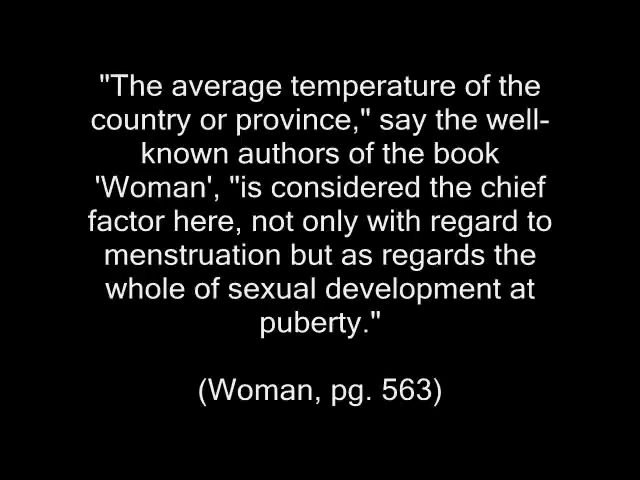 "The average temperature of the
country or province," say the well-
known authors of the book
'Woman', "is considered the chief
factor here, not only with regard to
menstruation but as regards the
whole of sexual development at
puberty."
(Woman, pg. 563)